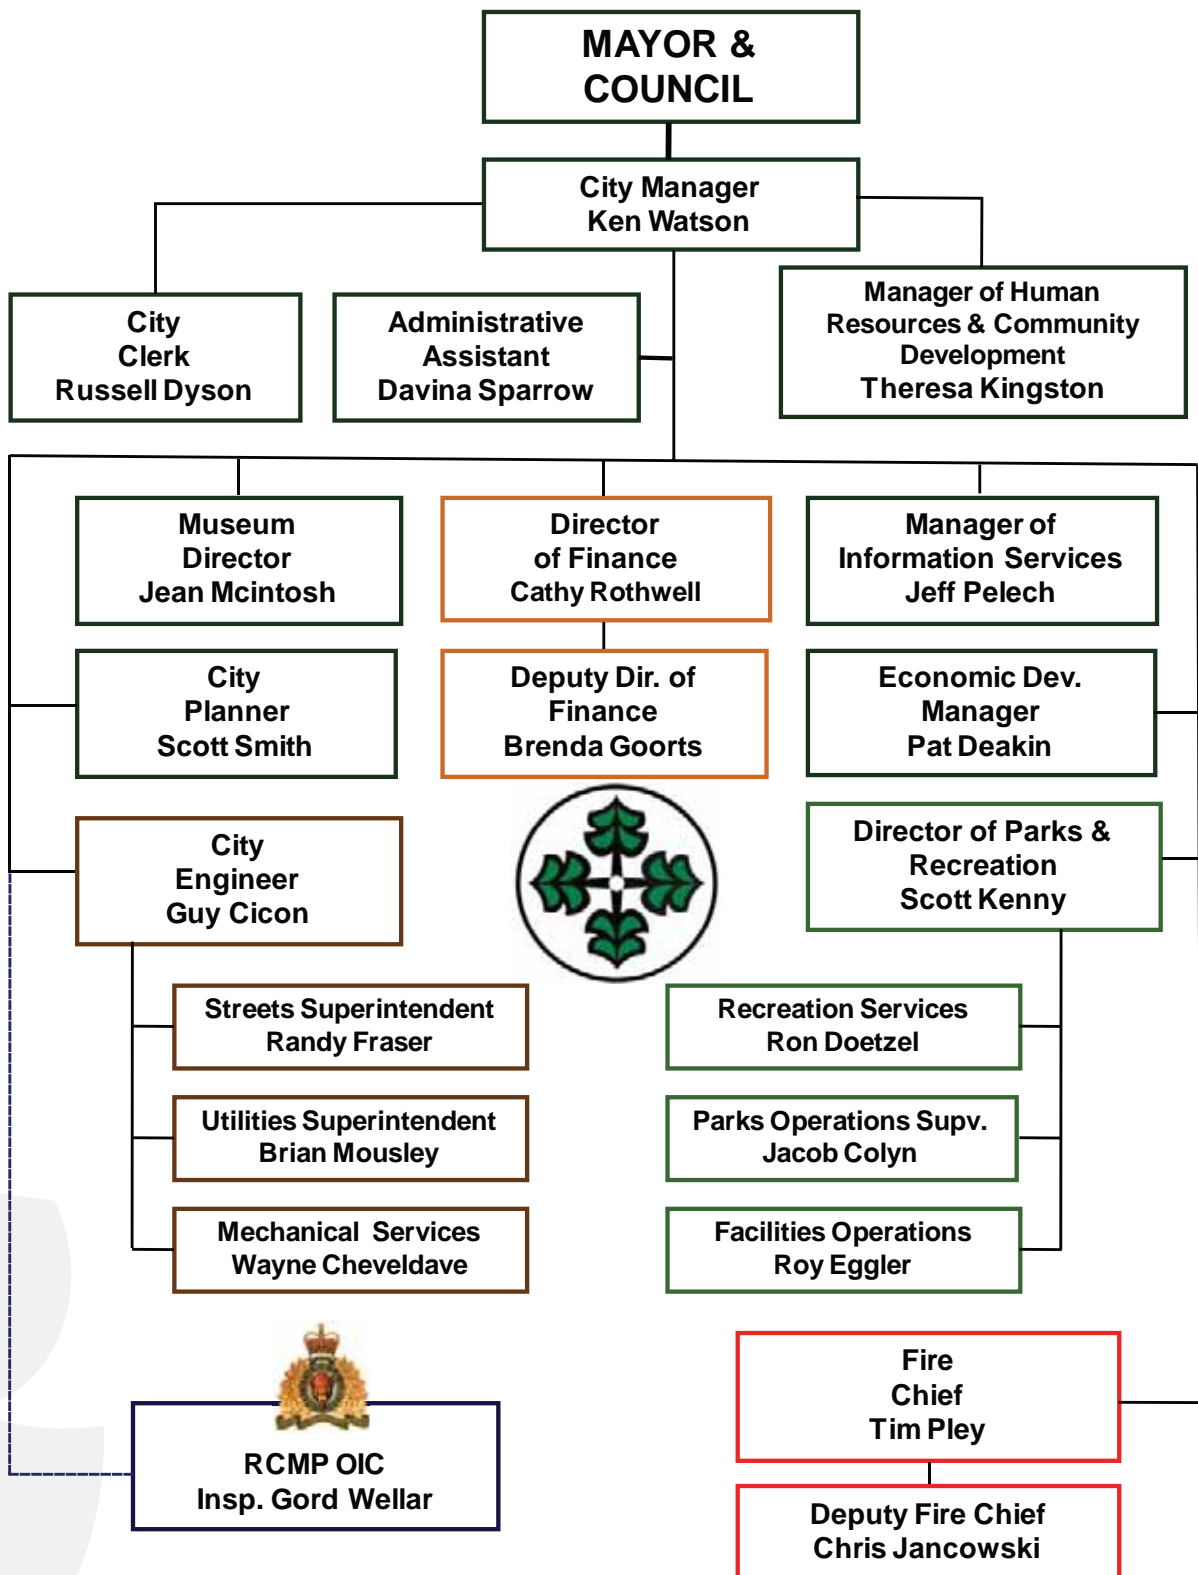 MAYOR &
COUNCIL
City Manager
Ken Watson
City
Clerk
Russell Dyson
Administrative
Assistant
Davina Sparrow
Manager of Human
Resources & Community
Development
Theresa Kingston
Museum
Director
Jean Mcintosh
Director
of Finance
Cathy Rothwell
Manager of
Information Services
Jeff Pelech
City
Planner
Scott Smith
Deputy Dir. of
Finance
Brenda Goorts
Economic Dev.
Manager
Pat Deakin
City
Engineer
Guy Cicon
Director of Parks &
Recreation
Scott Kenny
Streets Superintendent
Randy Fraser
Recreation Services
Ron Doetzel
Utilities Superintendent
Brian Mousley
Parks Operations Supv.
Jacob Colyn
Mechanical Services
Wayne Cheveldave
Facilities Operations
Roy Eggler
RCMP OIC
Insp. Gord Wellar
Fire
Chief
Tim Pley
Deputy Fire Chief
Chris Jancowski